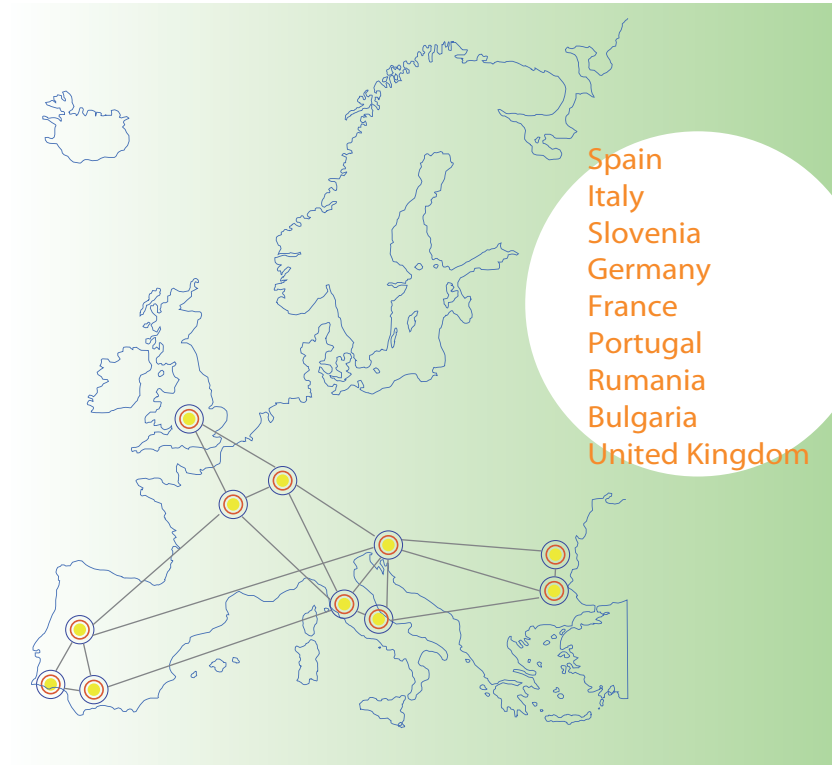 Spain
Italy
Slovenia
Germany
France
Portugal
Rumania
Bulgaria
United Kingdom